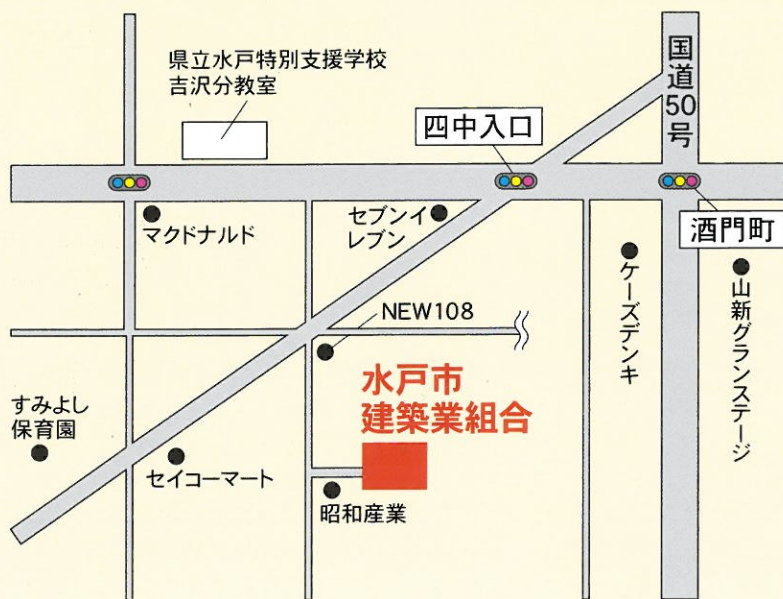 県立水戸特別支援学校
吉沢分教室
国道50号
四中入口
酒門町
マクドナルド
セブンイ
レブン
ケーズデンキ
山新グランステージ
NEW108
水戸市
建築業組合
すみよし
保育園
セイコーマート
昭和産業